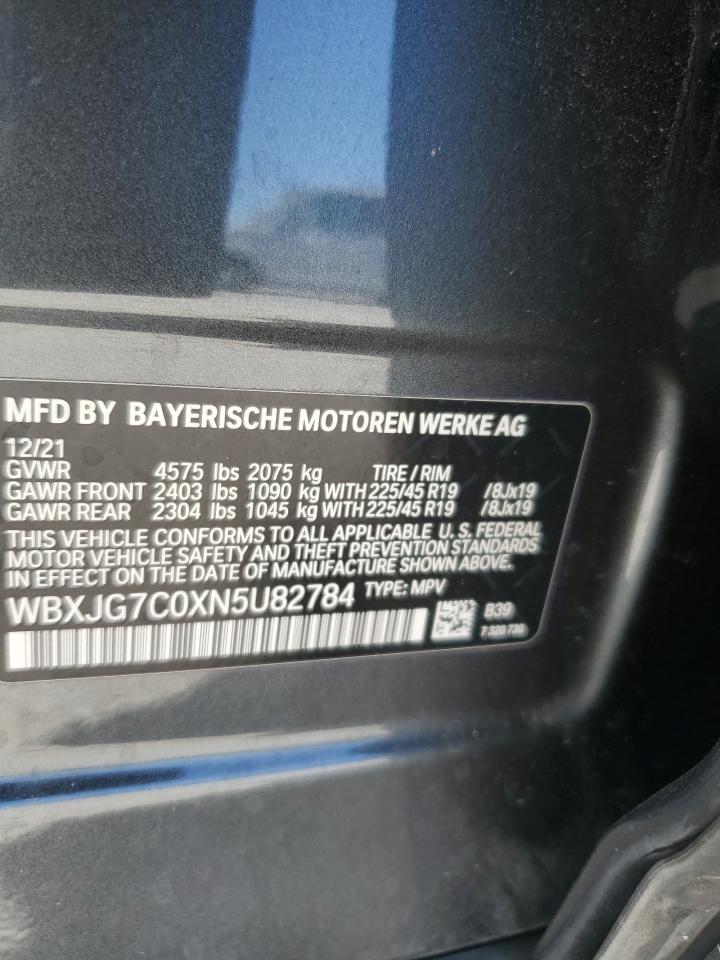 MFD BY BAYERISCHE MOTOREN WERKE AG
12/21
GVWR 4575 lbs 2075 kg TIRE / RIM
GAWR FRONT 2403 lbs 1090 kg WITH 225/45 R19 /8Jx19
GAWR REAR 2304 lbs 1045 kg WITH 225/45 R19 /8Jx19
THIS VEHICLE CONFORMS TO ALL APPLICABLE U.S. FEDERAL
MOTOR VEHICLE SAFETY AND THEFT PREVENTION STANDARDS
IN EFFECT ON THE DATE OF MANUFACTURE SHOWN ABOVE.
WBXJG7C0XN5U82784 TYPE: MPV
B39
7 320 730